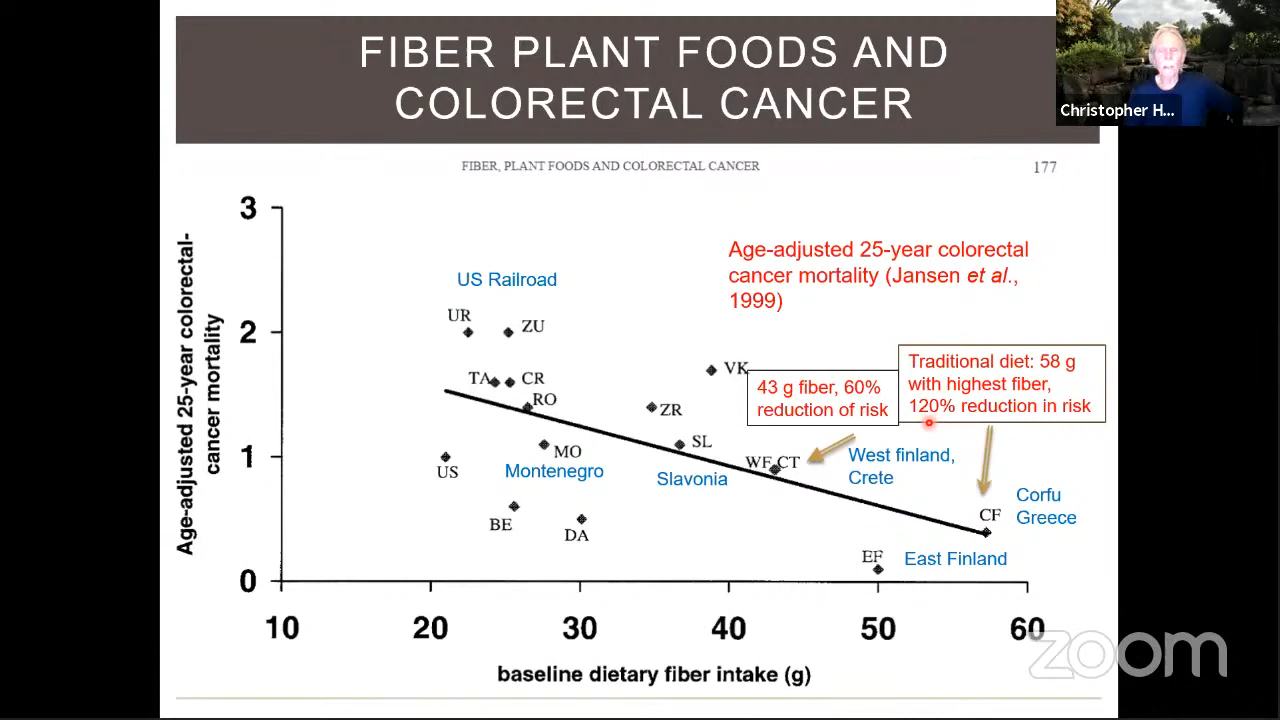 FIBER PLANT FOODS AND
COLORECTAL CANCER
Christopher H...
FIBER, PLANT FOODS AND COLORECTAL CANCER
177
Age-adjusted 25-year colorectal-
cancer mortality
3
2
1
0
US Railroad
Age-adjusted 25-year colorectal
cancer mortality (Jansen et al.,
1999)
UR
ZU
TA
CR
RO
VK
ZR
43 g fiber, 60%
reduction of risk
Traditional diet: 58 g
with highest fiber,
120% reduction in risk
US
MO
Montenegro
SL
Slavonia
WF CT
West finland,
Crete
BE
DA
CF
Corfu
Greece
EF
East Finland
10
20
30
40
50
60
baseline dietary fiber intake (g)
zoom